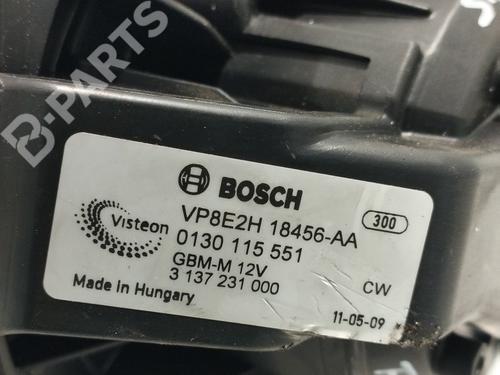 B-PARTS
BOSCH
VP8E2H 18456-AA
300
Visteon
0130 115 551
GBM-M 12V
3 137 231 000
CW
Made in Hungary
11-05-09